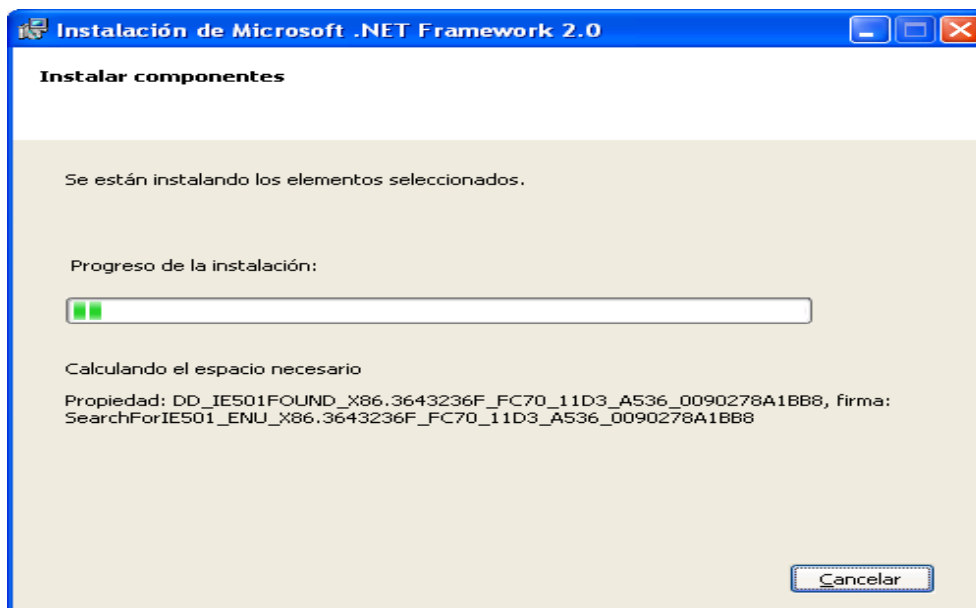 Instalación de Microsoft .NET Framework 2.0
Instalar componentes
Se están instalando los elementos seleccionados.
Progreso de la instalación:
Calculando el espacio necesario
Propiedad: DD_IE501FOUND_X86.3643236F_FC70_11D3_A536_0090278A1BB8, firma:
SearchForIE501_ENU_X86.3643236F_FC70_11D3_A536_0090278A1BB8
Cancelar